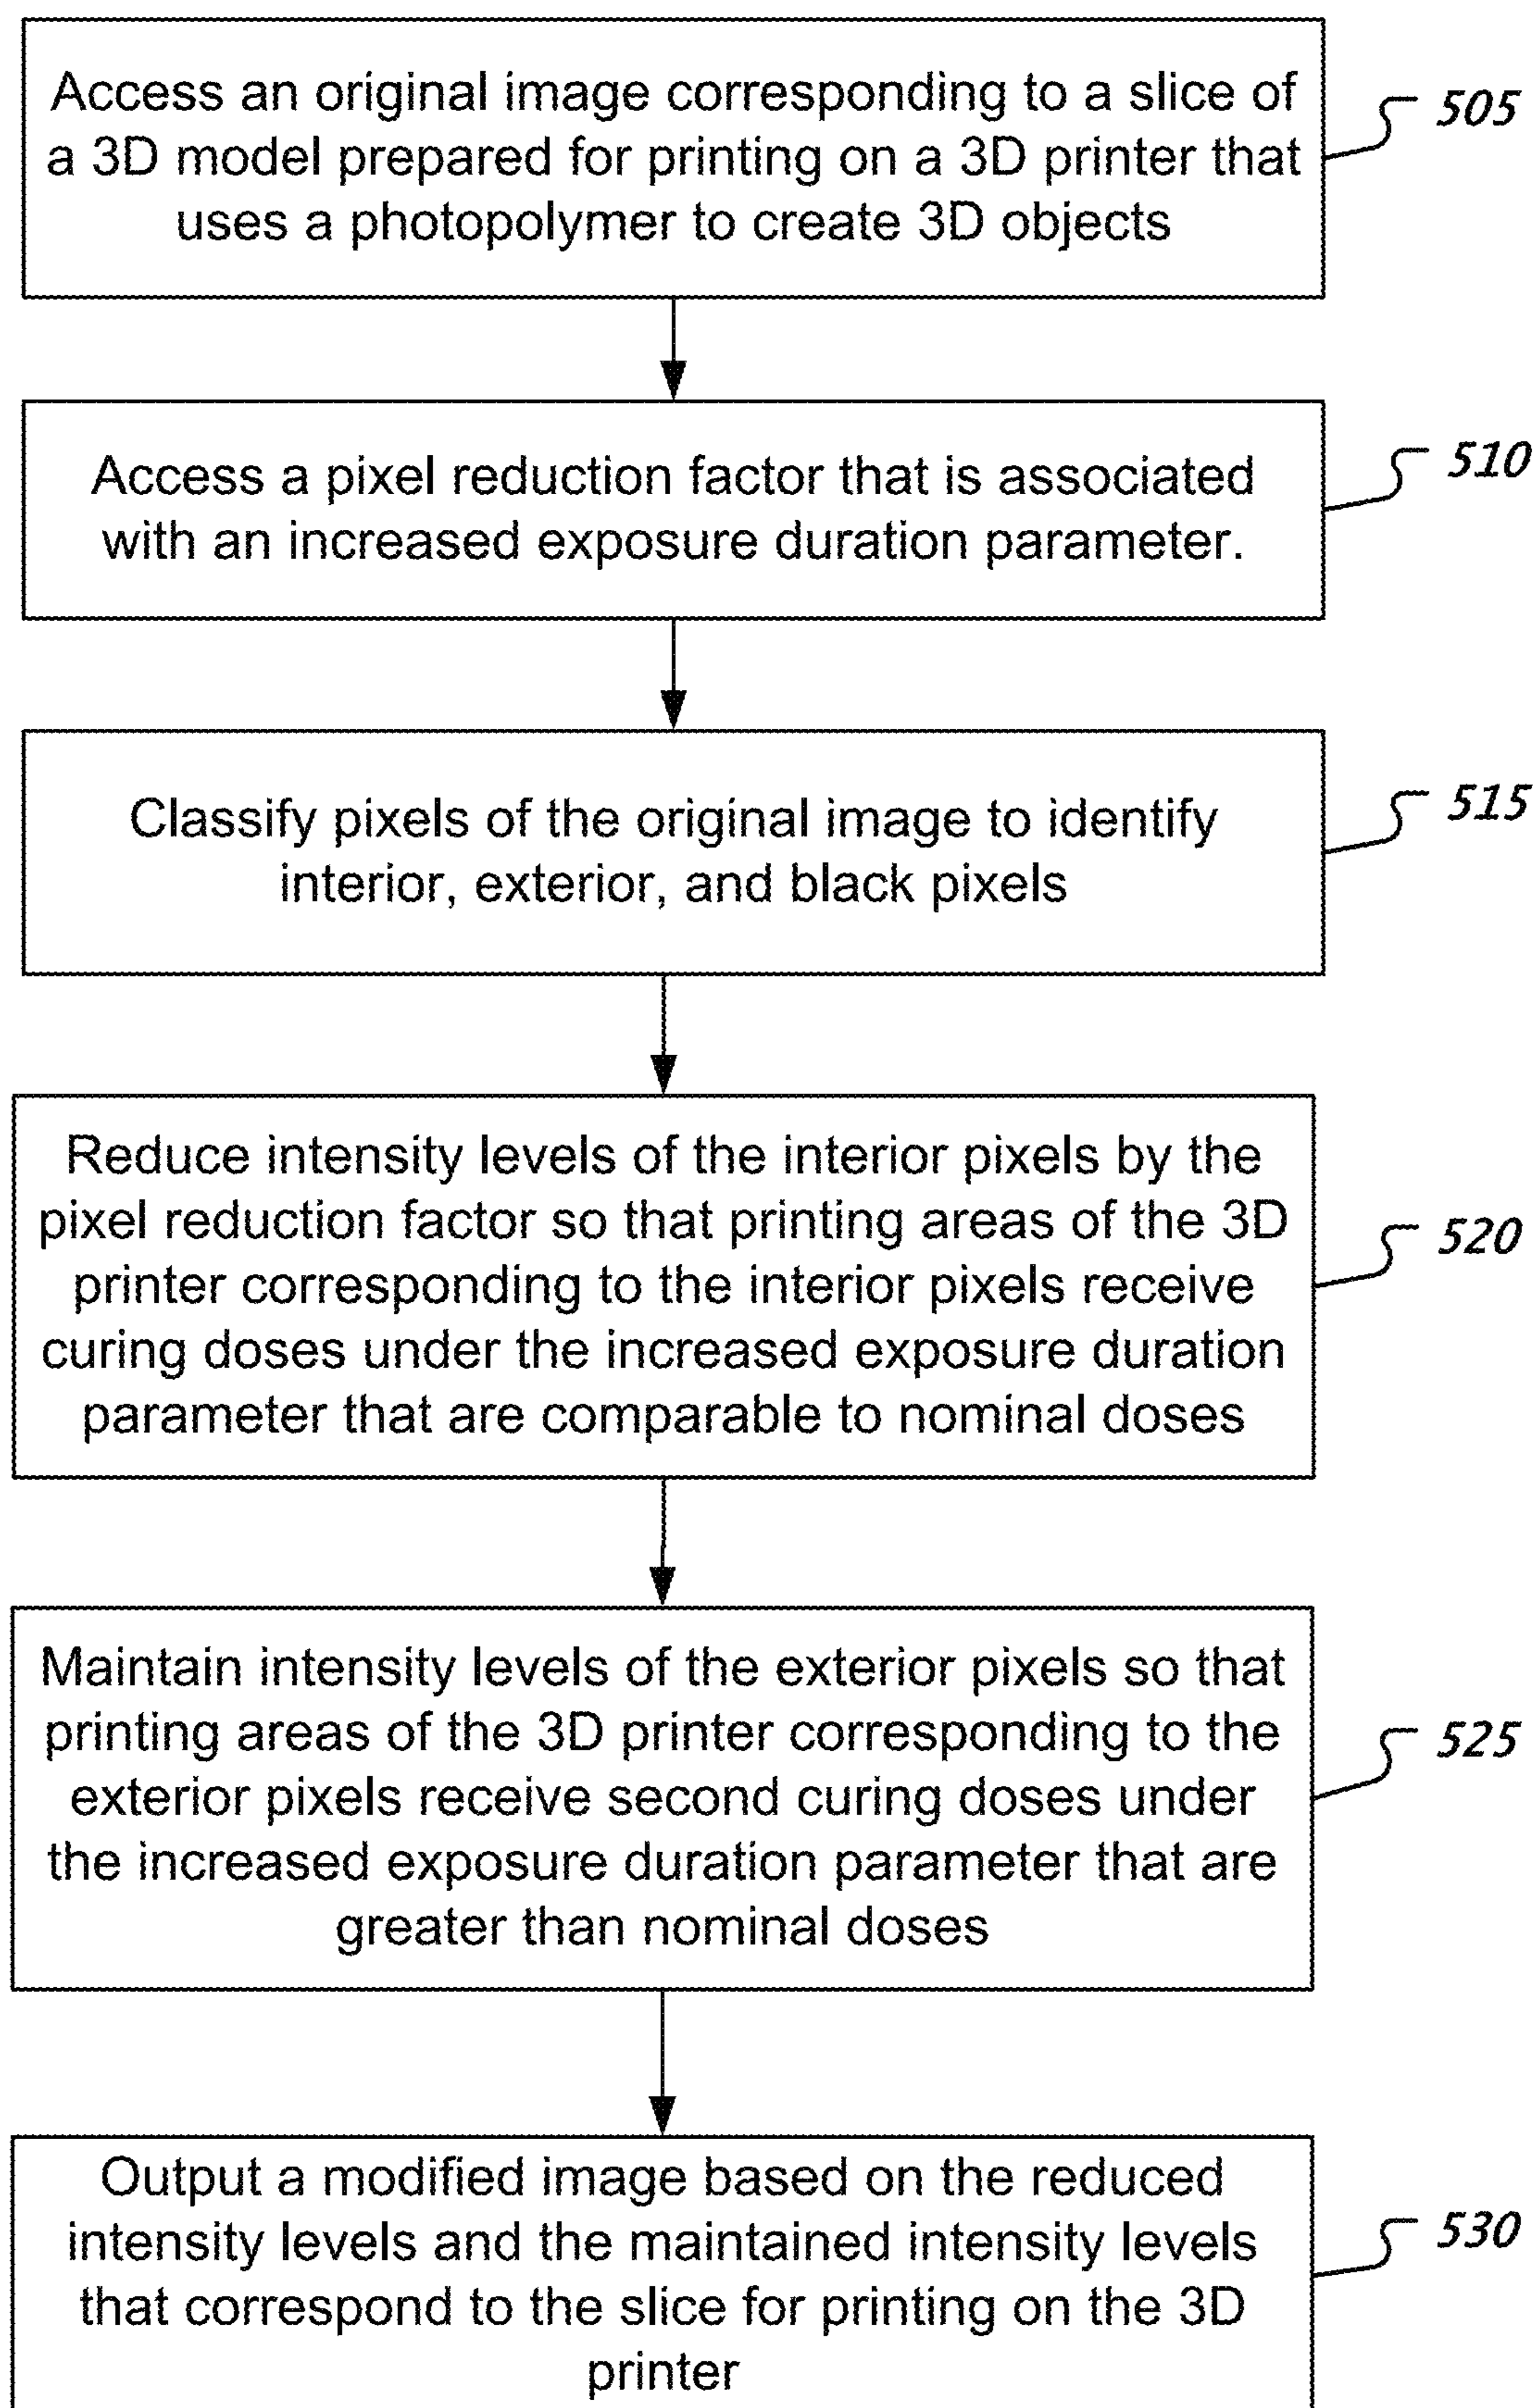 Access an original image corresponding to a slice of
a 3D model prepared for printing on a 3D printer that
uses a photopolymer to create 3D objects
505
Access a pixel reduction factor that is associated
with an increased exposure duration parameter.
510
Classify pixels of the original image to identify
interior, exterior, and black pixels
515
Reduce intensity levels of the interior pixels by the
pixel reduction factor so that printing areas of the 3D
printer corresponding to the interior pixels receive
curing doses under the increased exposure duration
parameter that are comparable to nominal doses
520
Maintain intensity levels of the exterior pixels so that
printing areas of the 3D printer corresponding to the
exterior pixels receive second curing doses under
the increased exposure duration parameter that are
greater than nominal doses
525
Output a modified image based on the reduced
intensity levels and the maintained intensity levels
that correspond to the slice for printing on the 3D
printer
530